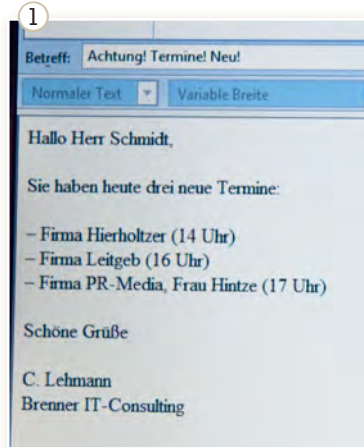 1
Betreff: Achtung! Termine! Neu!
Normaler Text Variable Breite
Hallo Herr Schmidt,
Sie haben heute drei neue Termine:
– Firma Hierholtzer (14 Uhr)
– Firma Leitgeb (16 Uhr)
– Firma PR-Media, Frau Hintze (17 Uhr)
Schöne Grüße
C. Lehmann
Brenner IT-Consulting